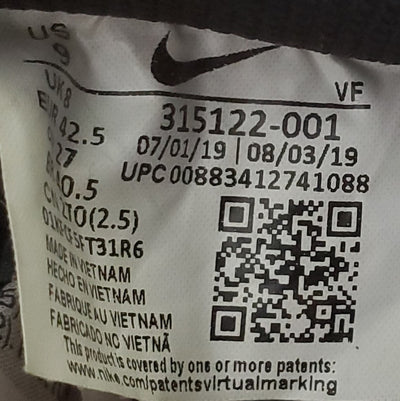 US
9
UK 8
VF
EUR 42.5
315122-001
27
07/01/19 | 08/03/19
40.5
UPC 00883412741088
CN 270(2.5)
MADE IN VIETNAM
HECHO EN VIETNAM
FABRIQUE AU VIETNAM
FABRICADO NO VIETNÃ
This product is covered by one or more patents:
www.nike.com/patentsvirtualmarking